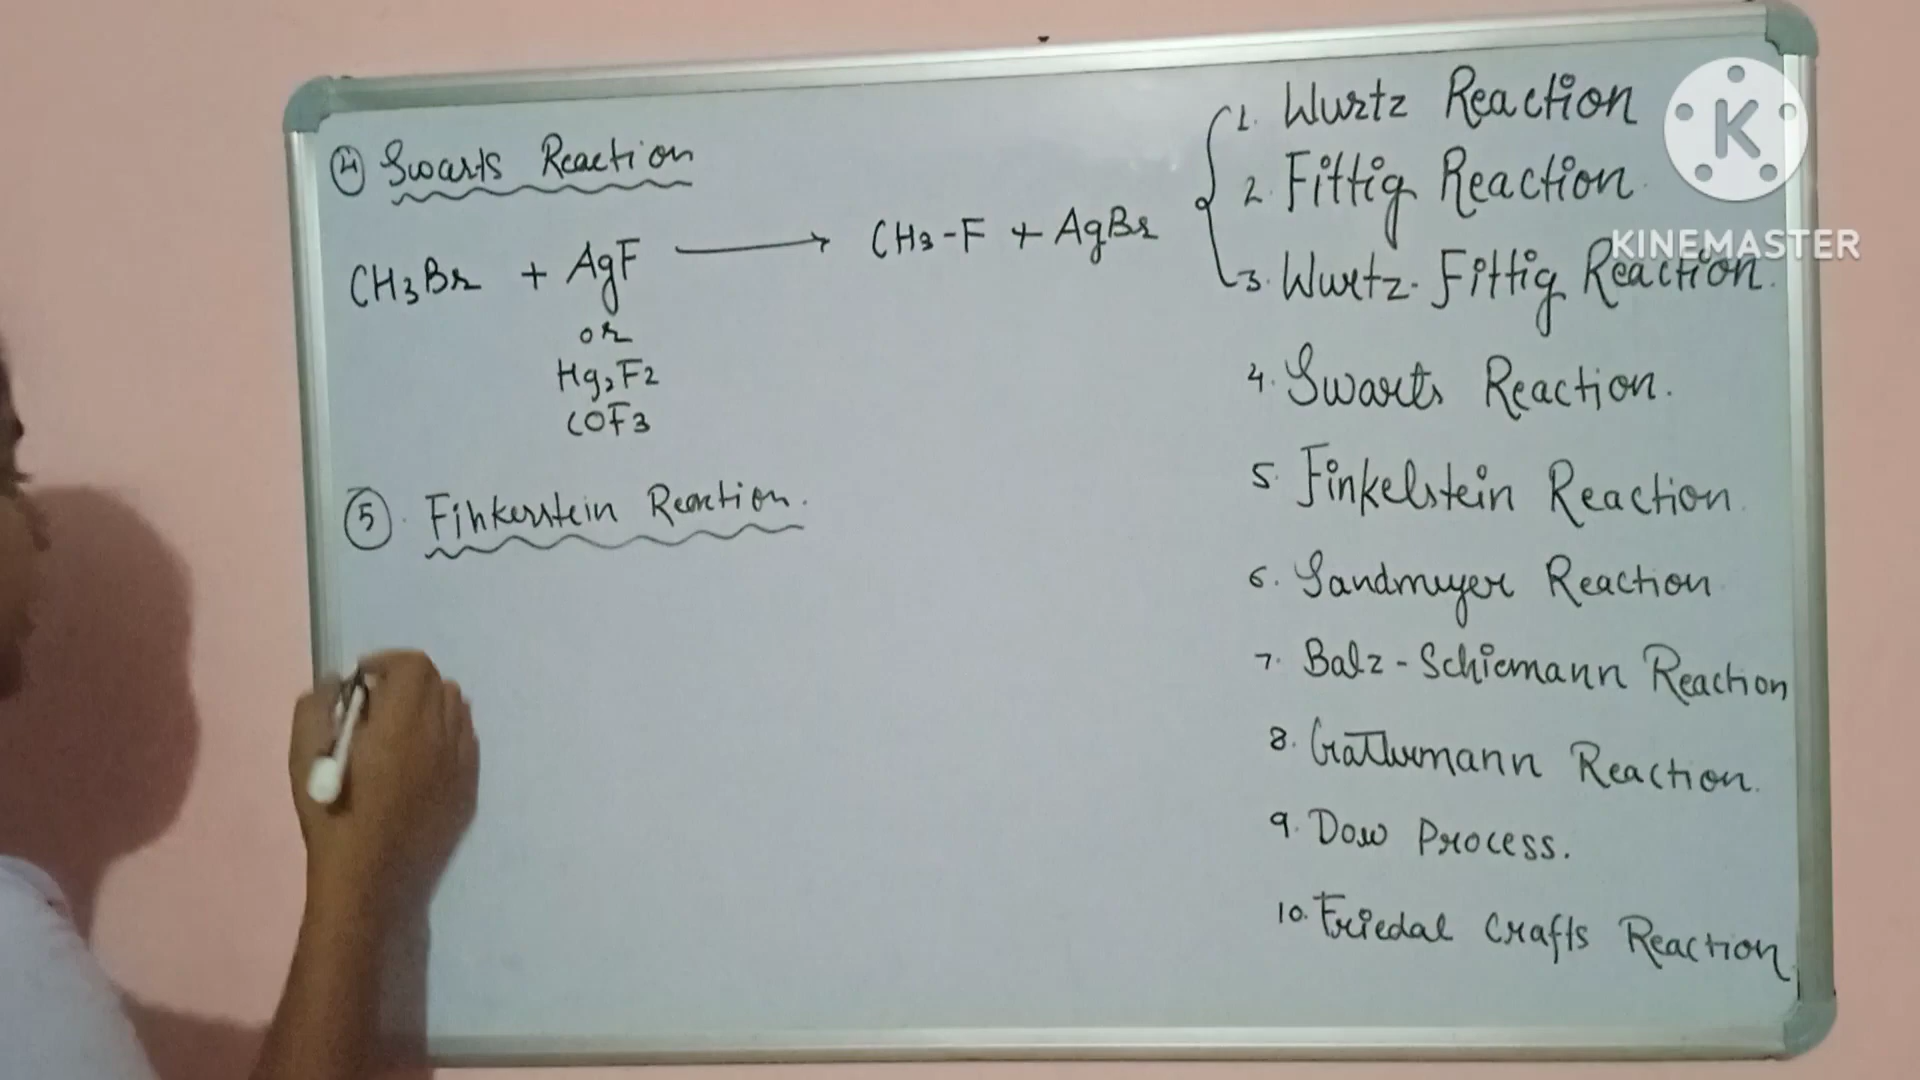 ④ Swarts Reaction
CH3Br + AgF ⟶ CH3-F + AgBr
or
Hg2F2
COF3
⑤. Fihkerstein Reaction.
1. Wurtz Reaction
2. Fittig Reaction
3. Wurtz-Fittig Reaction.
4. Swarts Reaction.
5. Finkelstein Reaction
6. Sandmeyer Reaction
7. Balz-Schiemann Reaction
8. Gattermann Reaction.
9. Dow Process.
10. Friedal Crafts Reaction
K
KINEMASTER